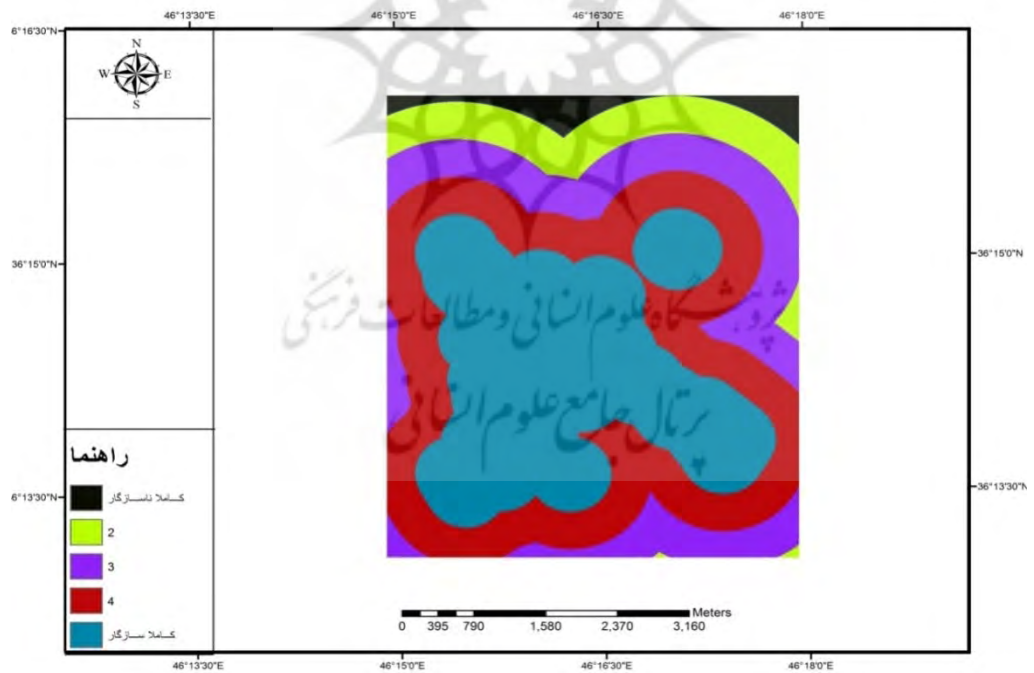 46°13'30"E 46°15'0"E 46°16'30"E 46°18'0"E
6°16'30"N
N
W E
S
36°15'0"N 36°15'0"N
پژوهشگاه علوم انسانی و مطالعات فرهنگی
پرتال جامع علوم انسانی
راهنما
کاملا ناسازگار
2
3
4
کاملا سازگار
6°13'30"N 36°13'30"N
Meters
0 395 790 1,580 2,370 3,160
46°13'30"E 46°15'0"E 46°16'30"E 46°18'0"E